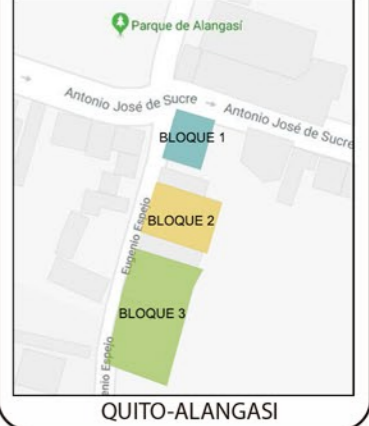 Parque de Alangasí
Antonio José de Sucre
Antonio José de Sucre
BLOQUE 1
BLOQUE 2
Eugenio Espejo
BLOQUE 3
enio Espejo
QUITO-ALANGASI